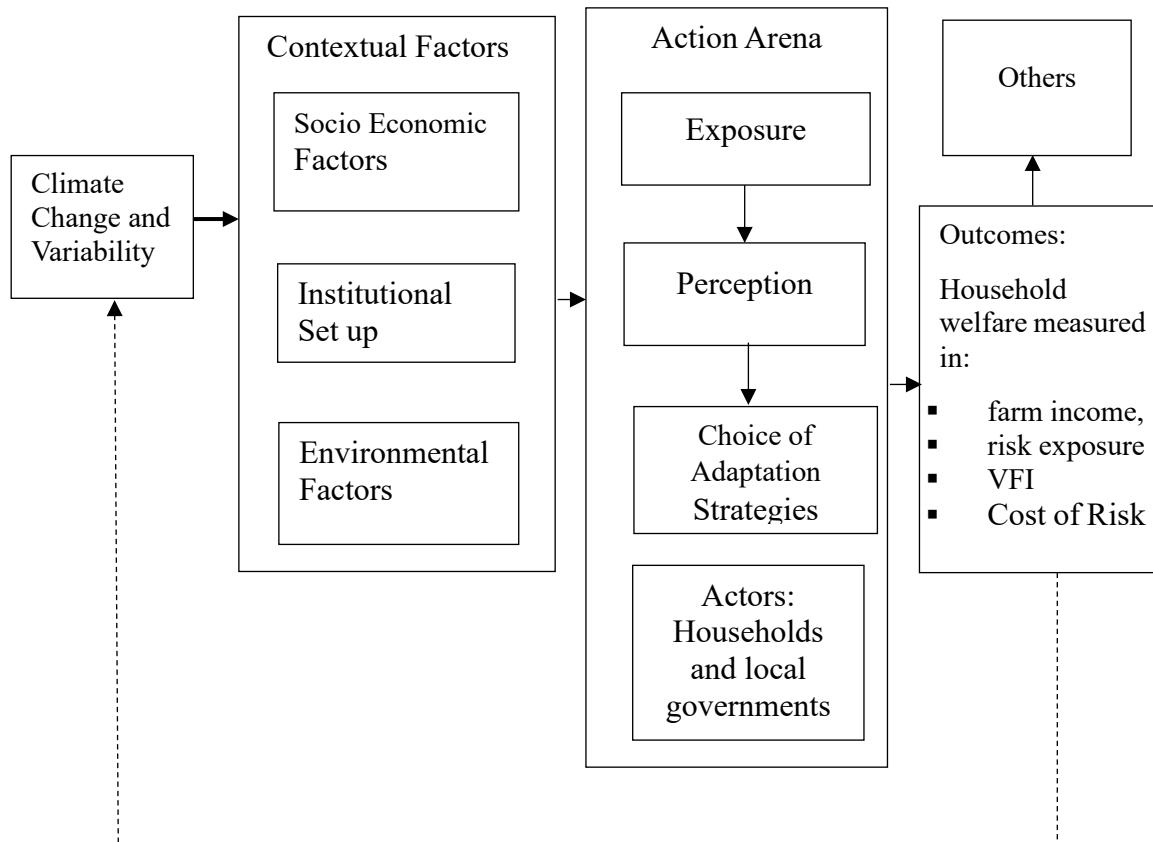 Climate
Change and
Variability
Contextual Factors
Socio Economic
Factors
Institutional
Set up
Environmental
Factors
Action Arena
Exposure
Perception
Choice of
Adaptation
Strategies
Actors:
Households
and local
governments
Others
Outcomes:
Household
welfare measured
in:
▪ farm income,
▪ risk exposure
▪ VFI
▪ Cost of Risk